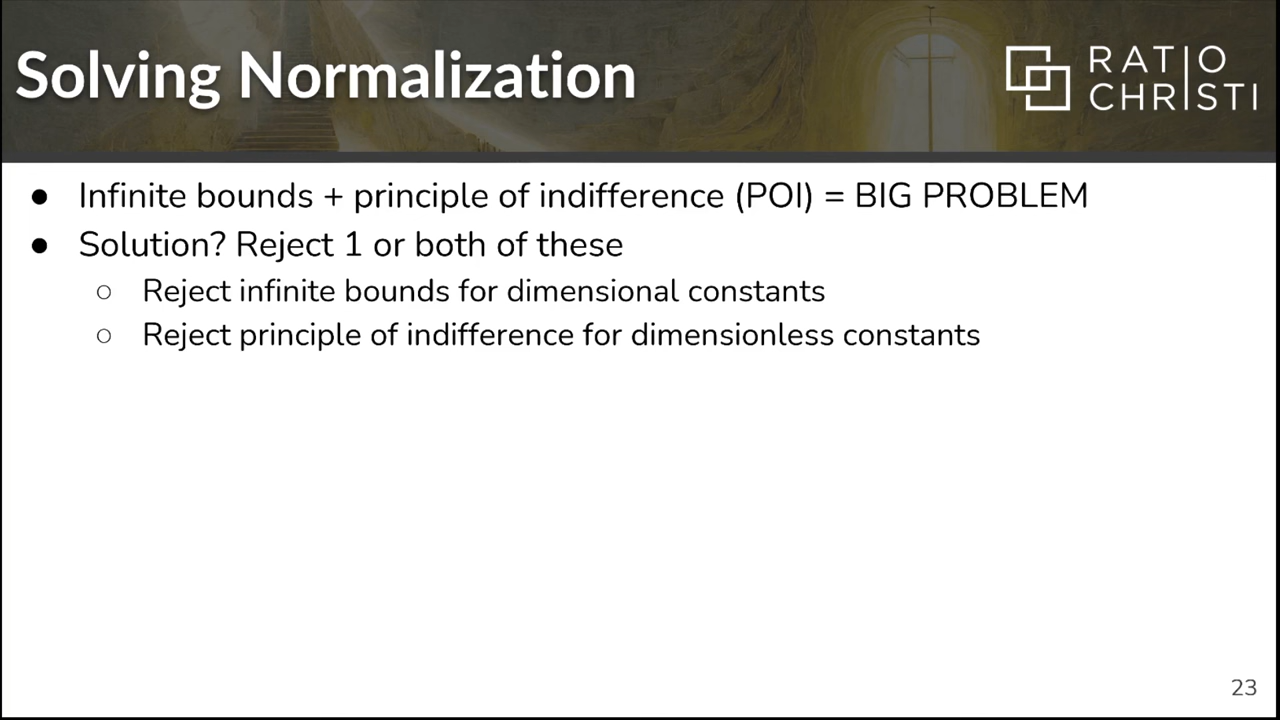 Solving Normalization
RATIO
CHRISTI
● Infinite bounds + principle of indifference (POI) = BIG PROBLEM
● Solution? Reject 1 or both of these
○ Reject infinite bounds for dimensional constants
○ Reject principle of indifference for dimensionless constants
23